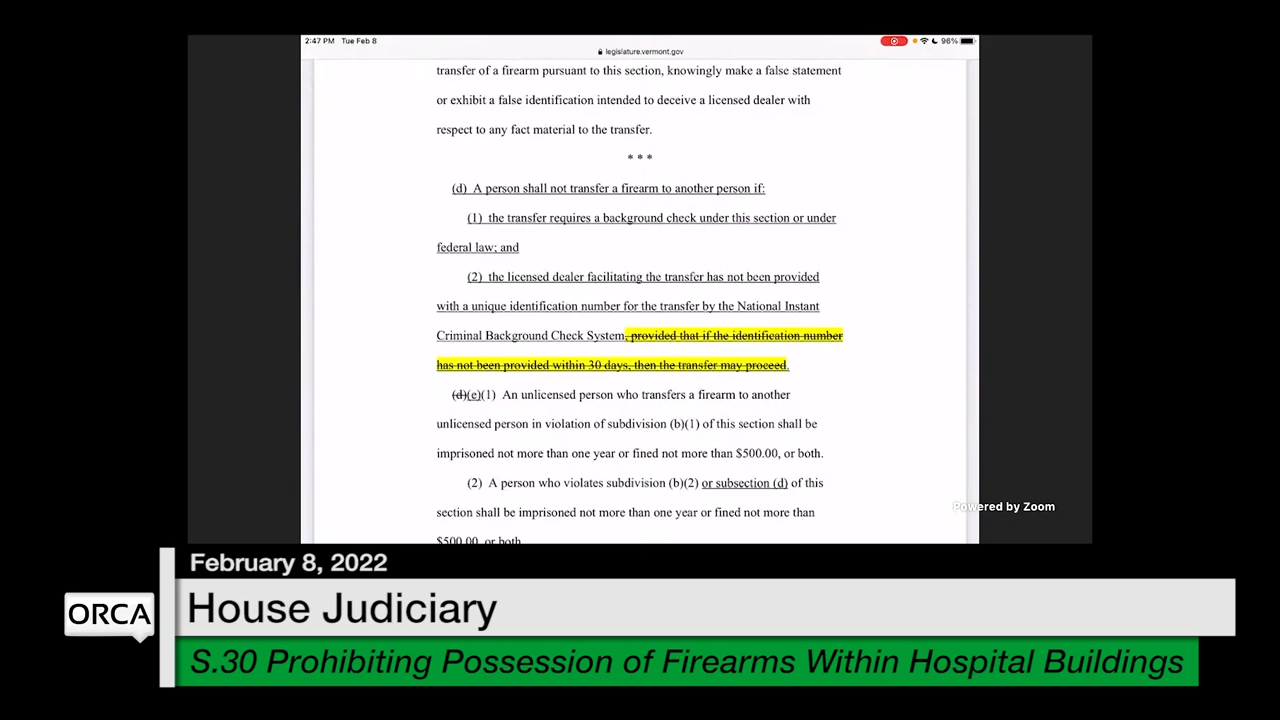 2:47 PM Tue Feb 8
96%
legislature.vermont.gov
transfer of a firearm pursuant to this section, knowingly make a false statement
or exhibit a false identification intended to deceive a licensed dealer with
respect to any fact material to the transfer.
* * *
(d) A person shall not transfer a firearm to another person if:
(1) the transfer requires a background check under this section or under
federal law; and
(2) the licensed dealer facilitating the transfer has not been provided
with a unique identification number for the transfer by the National Instant
Criminal Background Check System, provided that if the identification number
has not been provided within 30 days, then the transfer may proceed.
(d)(e)(1) An unlicensed person who transfers a firearm to another
unlicensed person in violation of subdivision (b)(1) of this section shall be
imprisoned not more than one year or fined not more than $500.00, or both.
(2) A person who violates subdivision (b)(2) or subsection (d) of this
section shall be imprisoned not more than one year or fined not more than
$500.00, or both
Powered by Zoom
February 8, 2022
ORCA
House Judiciary
S.30 Prohibiting Possession of Firearms Within Hospital Buildings